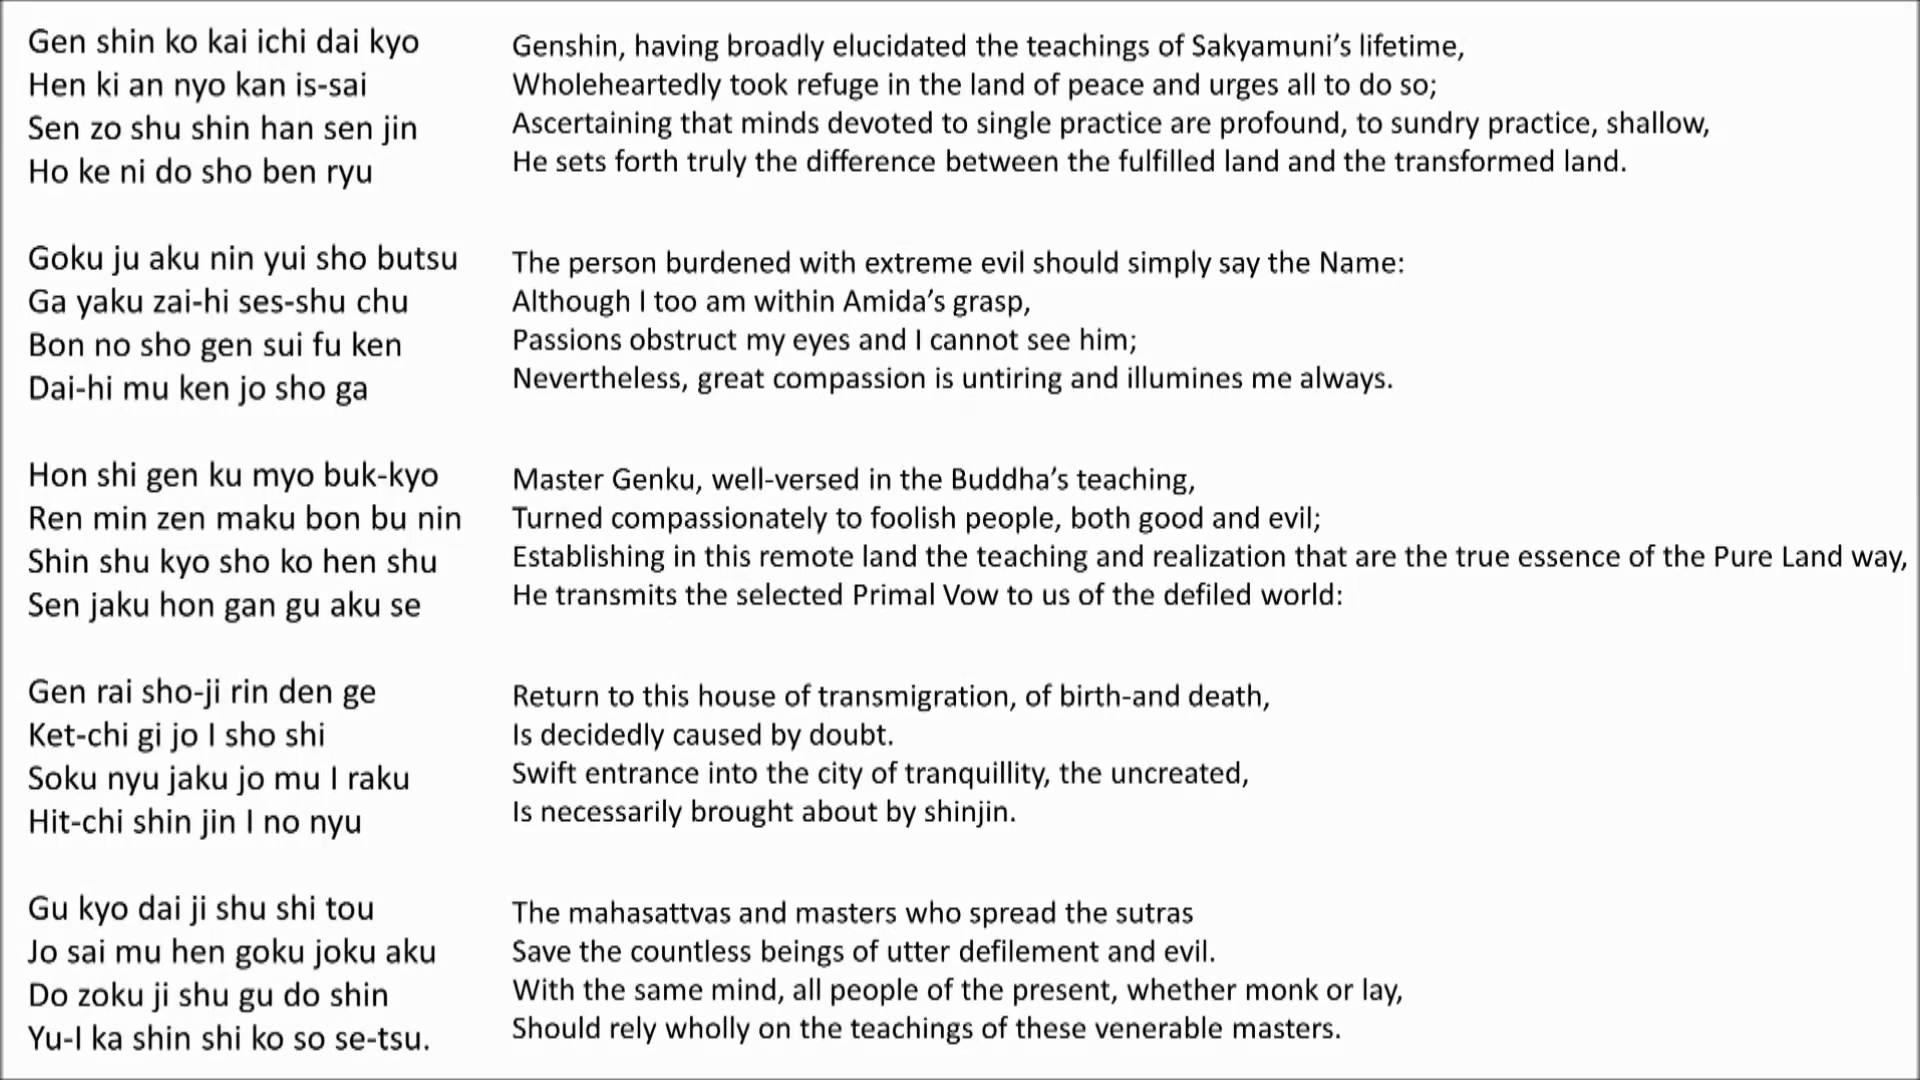 Gen shin ko kai ichi dai kyo
Hen ki an nyo kan is-sai
Sen zo shu shin han sen jin
Ho ke ni do sho ben ryu
Genshin, having broadly elucidated the teachings of Sakyamuni’s lifetime,
Wholeheartedly took refuge in the land of peace and urges all to do so;
Ascertaining that minds devoted to single practice are profound, to sundry practice, shallow,
He sets forth truly the difference between the fulfilled land and the transformed land.
Goku ju aku nin yui sho butsu
Ga yaku zai-hi ses-shu chu
Bon no sho gen sui fu ken
Dai-hi mu ken jo sho ga
The person burdened with extreme evil should simply say the Name:
Although I too am within Amida’s grasp,
Passions obstruct my eyes and I cannot see him;
Nevertheless, great compassion is untiring and illumines me always.
Hon shi gen ku myo buk-kyo
Ren min zen maku bon bu nin
Shin shu kyo sho ko hen shu
Sen jaku hon gan gu aku se
Master Genku, well-versed in the Buddha’s teaching,
Turned compassionately to foolish people, both good and evil;
Establishing in this remote land the teaching and realization that are the true essence of the Pure Land way,
He transmits the selected Primal Vow to us of the defiled world:
Gen rai sho-ji rin den ge
Ket-chi gi jo I sho shi
Soku nyu jaku jo mu I raku
Hit-chi shin jin I no nyu
Return to this house of transmigration, of birth-and death,
Is decidedly caused by doubt.
Swift entrance into the city of tranquillity, the uncreated,
Is necessarily brought about by shinjin.
Gu kyo dai ji shu shi tou
Jo sai mu hen goku joku aku
Do zoku ji shu gu do shin
Yu-I ka shin shi ko so se-tsu.
The mahasattvas and masters who spread the sutras
Save the countless beings of utter defilement and evil.
With the same mind, all people of the present, whether monk or lay,
Should rely wholly on the teachings of these venerable masters.